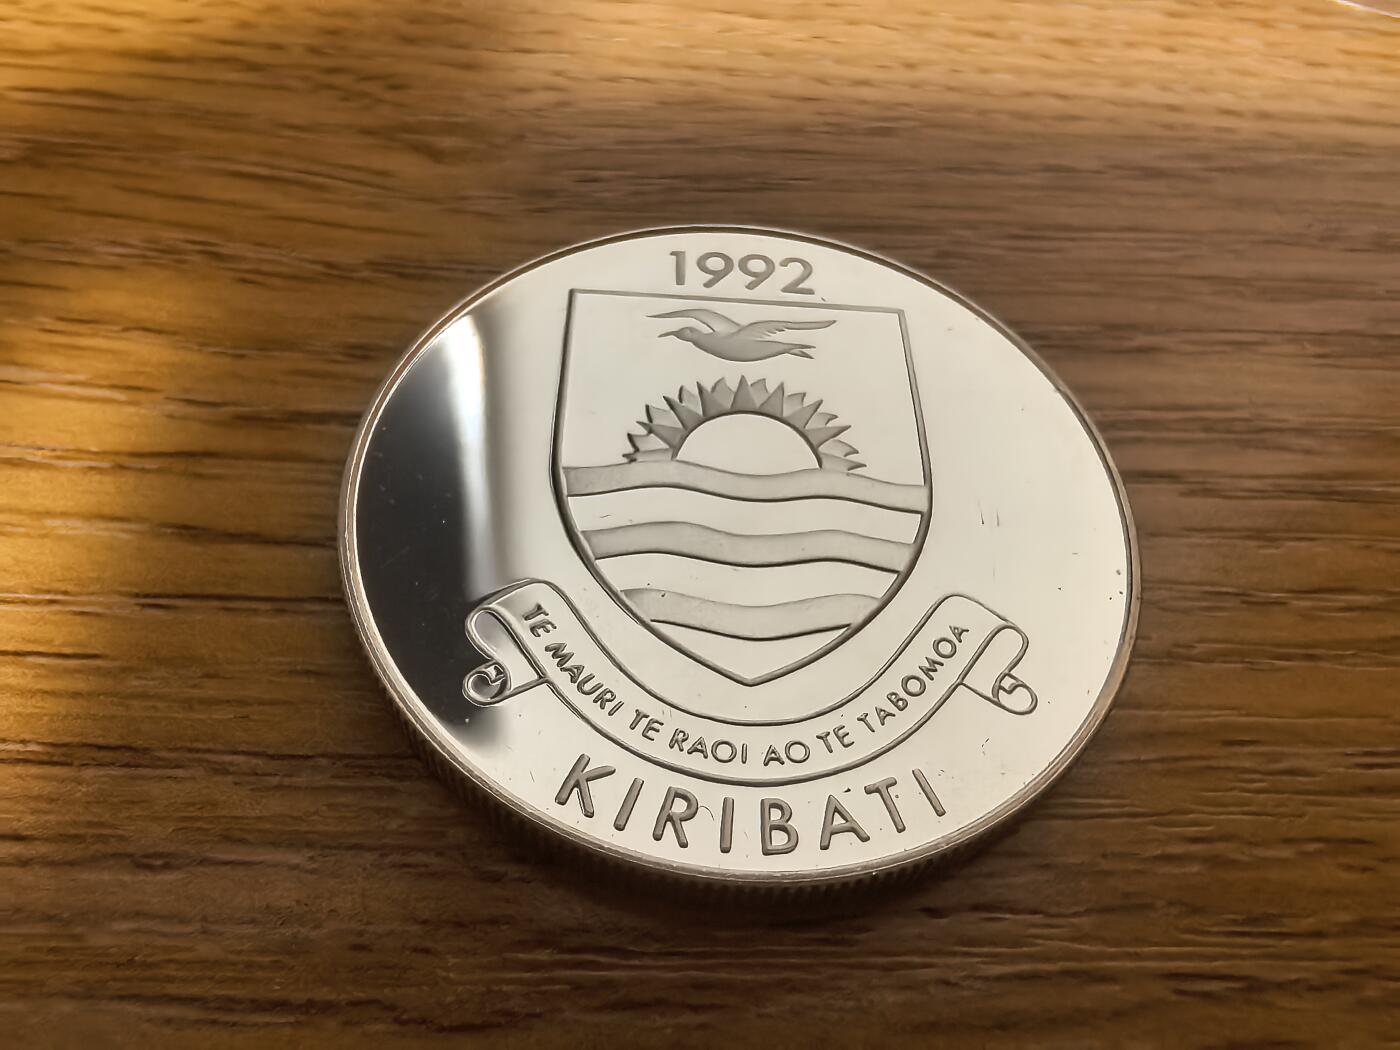 1992
TE MAURI TE RAOI AO TE TABOMOA
KIRIBATI